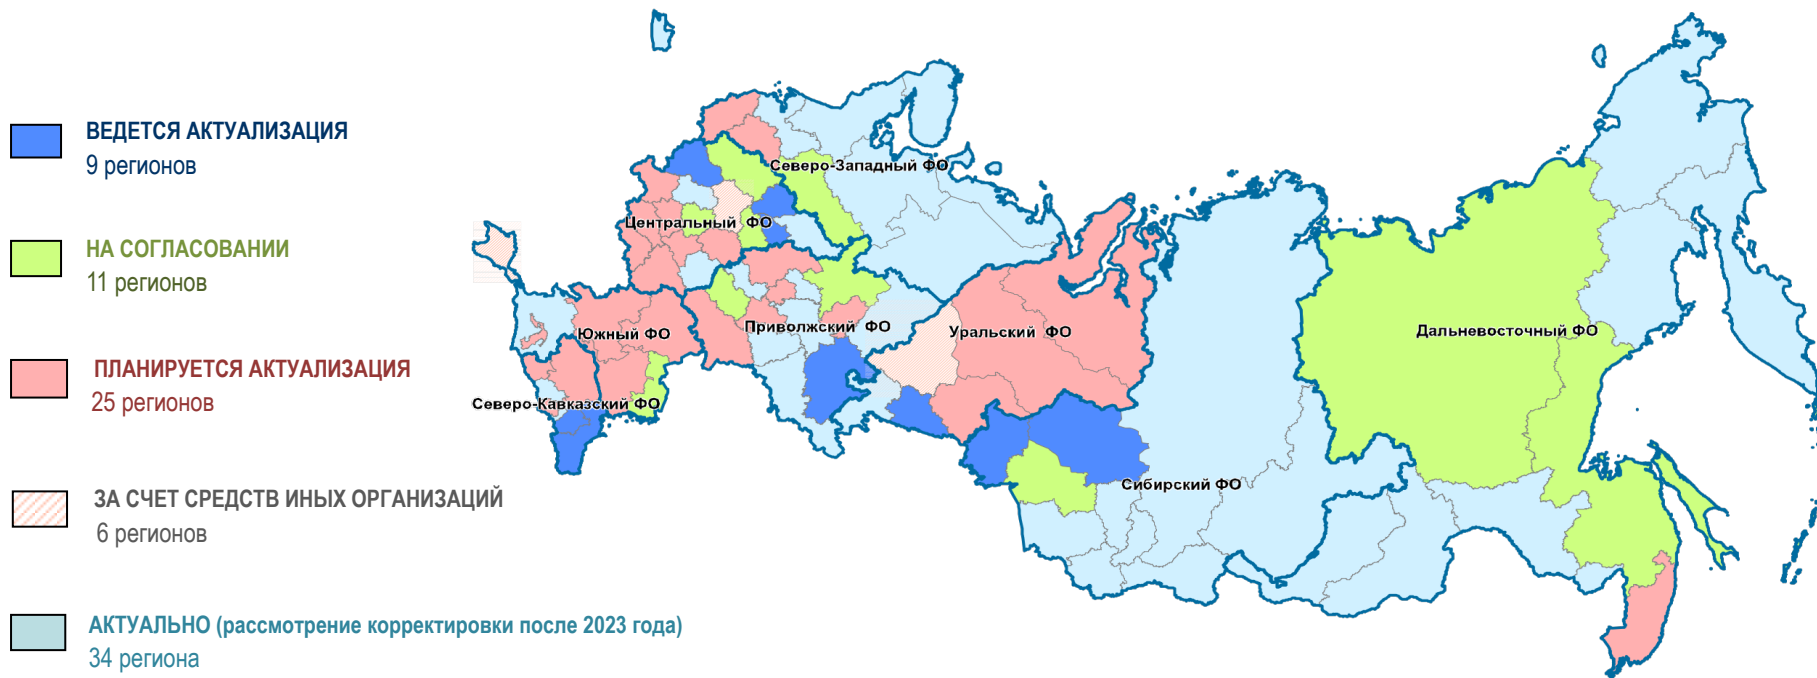 ВЕДЕТСЯ АКТУАЛИЗАЦИЯ
9 регионов
НА СОГЛАСОВАНИИ
11 регионов
ПЛАНИРУЕТСЯ АКТУАЛИЗАЦИЯ
25 регионов
ЗА СЧЕТ СРЕДСТВ ИНЫХ ОРГАНИЗАЦИЙ
6 регионов
АКТУАЛЬНО (рассмотрение корректировки после 2023 года)
34 региона
Северо-Западный ФО
Центральный ФО
Южный ФО
Приволжский ФО
Уральский ФО
Дальневосточный ФО
Северо-Кавказский ФО
Сибирский ФО